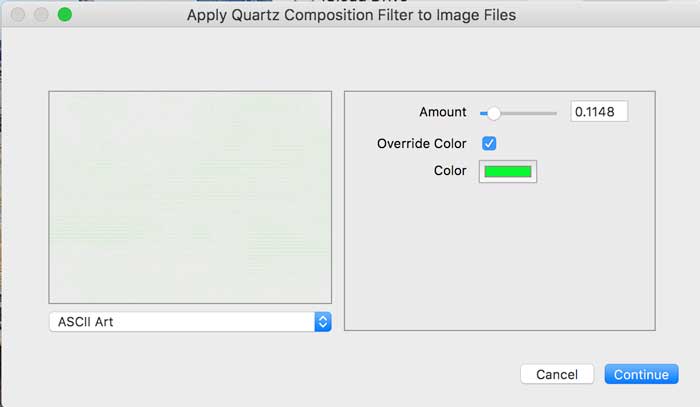 Apply Quartz Composition Filter to Image Files
Amount 0.1148
Override Color
Color
ASCII Art
Cancel Continue